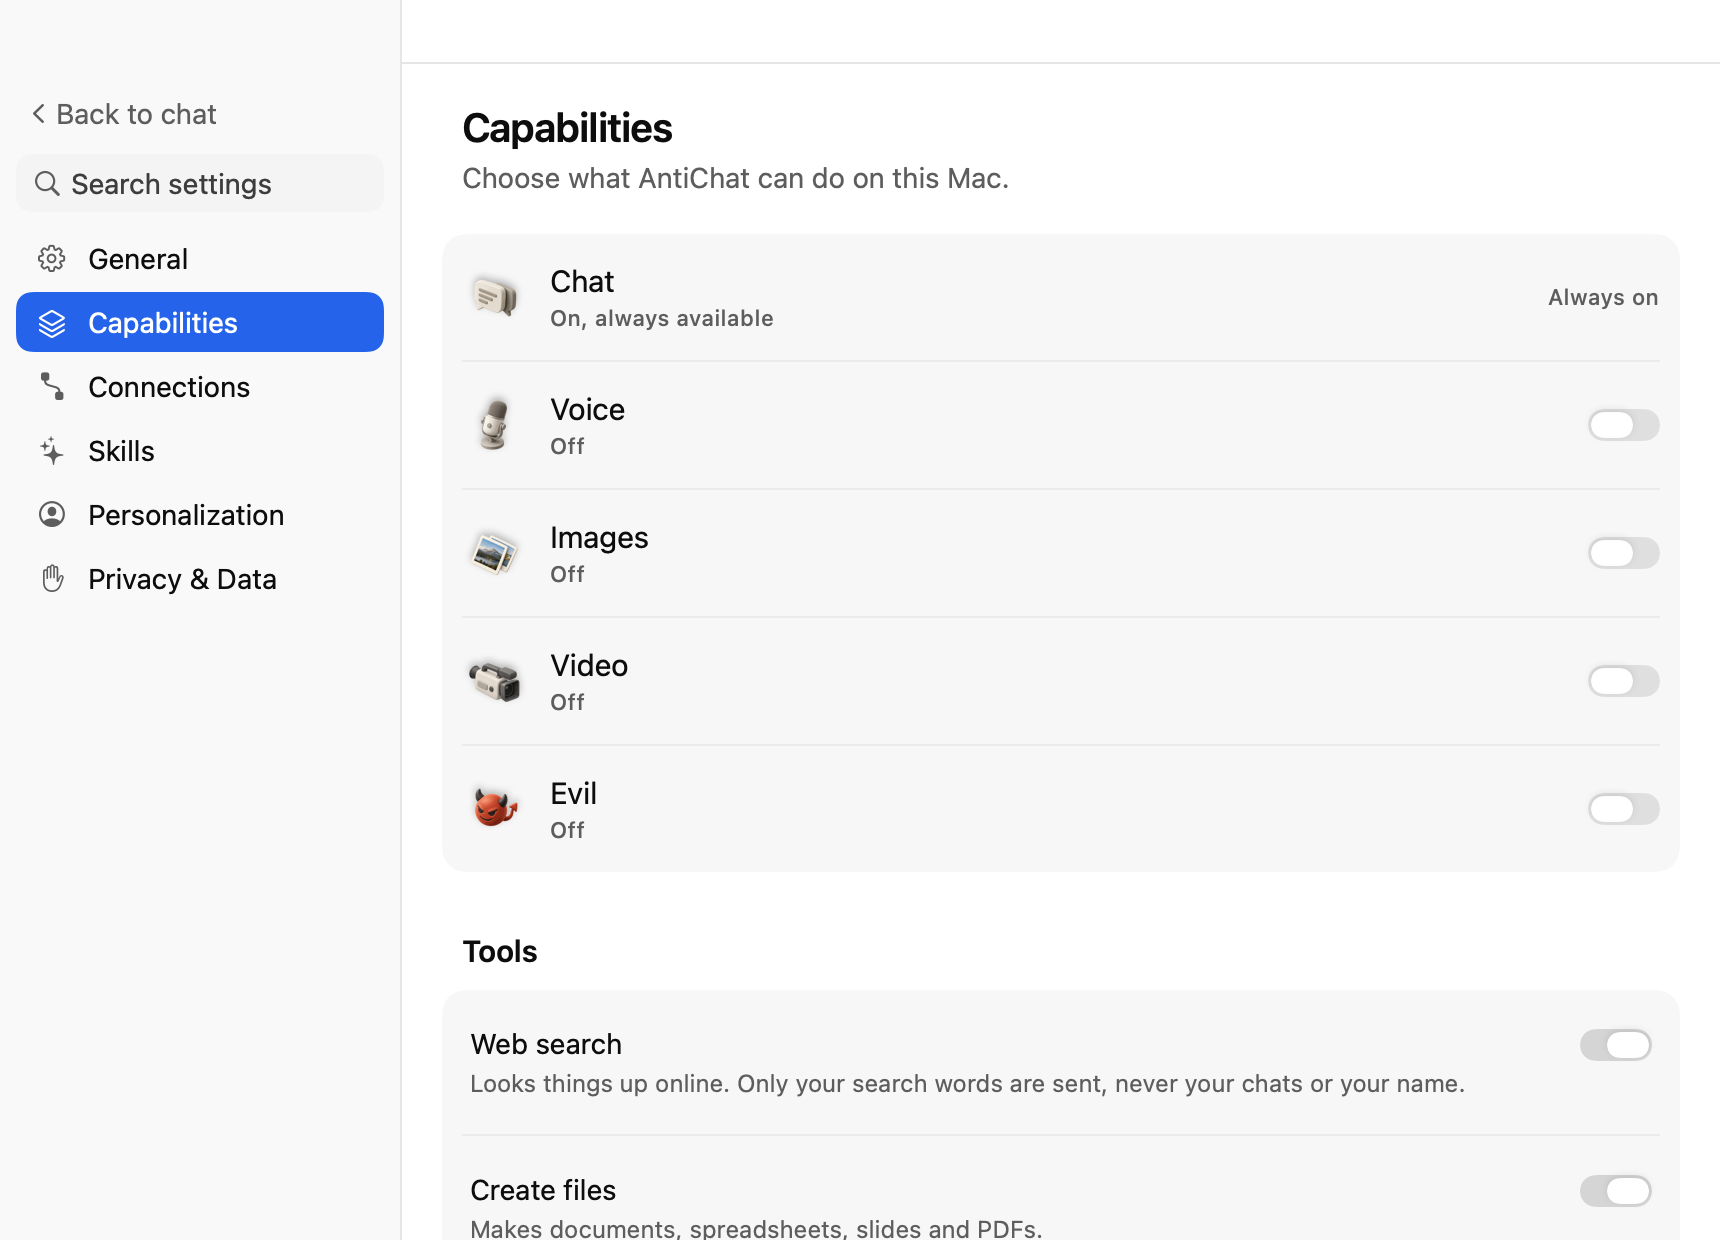 Back to chat
Search settings
General
Capabilities
Connections
Skills
Personalization
Privacy & Data
Capabilities
Choose what AntiChat can do on this Mac.
Chat
On, always available
Always on
Voice
Off
Images
Off
Video
Off
Evil
Off
Tools
Web search
Looks things up online. Only your search words are sent, never your chats or your name.
Create files
Makes documents, spreadsheets, slides and PDFs.